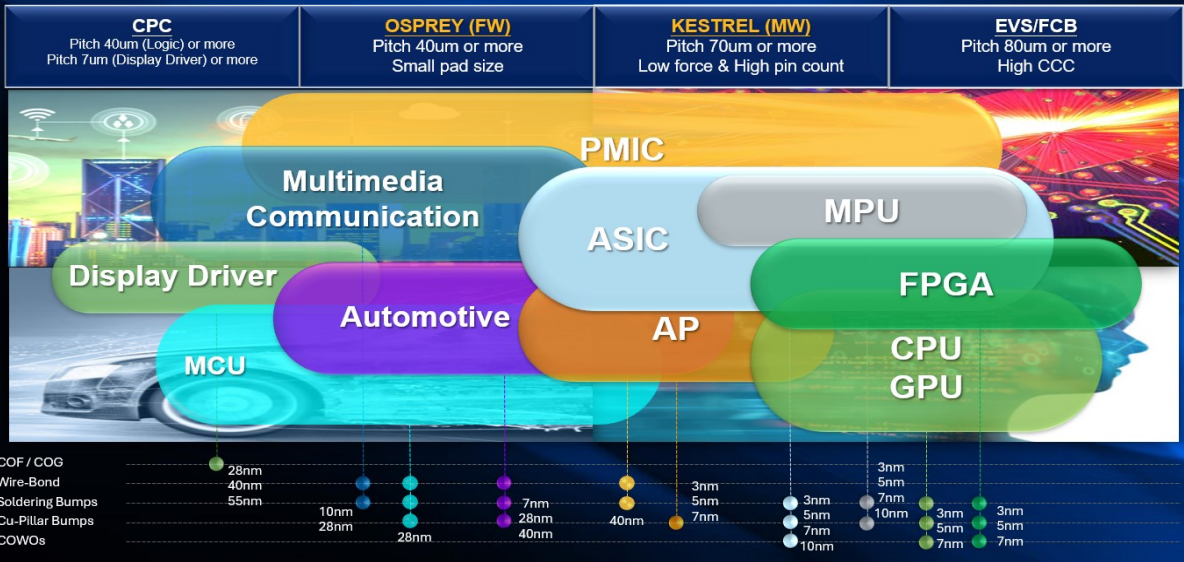 CPC
Pitch 40um (Logic) or more
Pitch 7um (Display Driver) or more
OSPREY (FW)
Pitch 40um or more
Small pad size
KESTREL (MW)
Pitch 70um or more
Low force & High pin count
EVS/FCB
Pitch 80um or more
High CCC
PMIC
Multimedia
Communication
MPU
ASIC
Display Driver
FPGA
Automotive
AP
MCU
CPU
GPU
COF / COG
Wire-Bond
Soldering Bumps
Cu-Pillar Bumps
COWOs
28nm
40nm
55nm
10nm
28nm
28nm
7nm
28nm
40nm
40nm
3nm
5nm
7nm
3nm
5nm
7nm
10nm
3nm
5nm
7nm
10nm
3nm
5nm
7nm
3nm
5nm
7nm